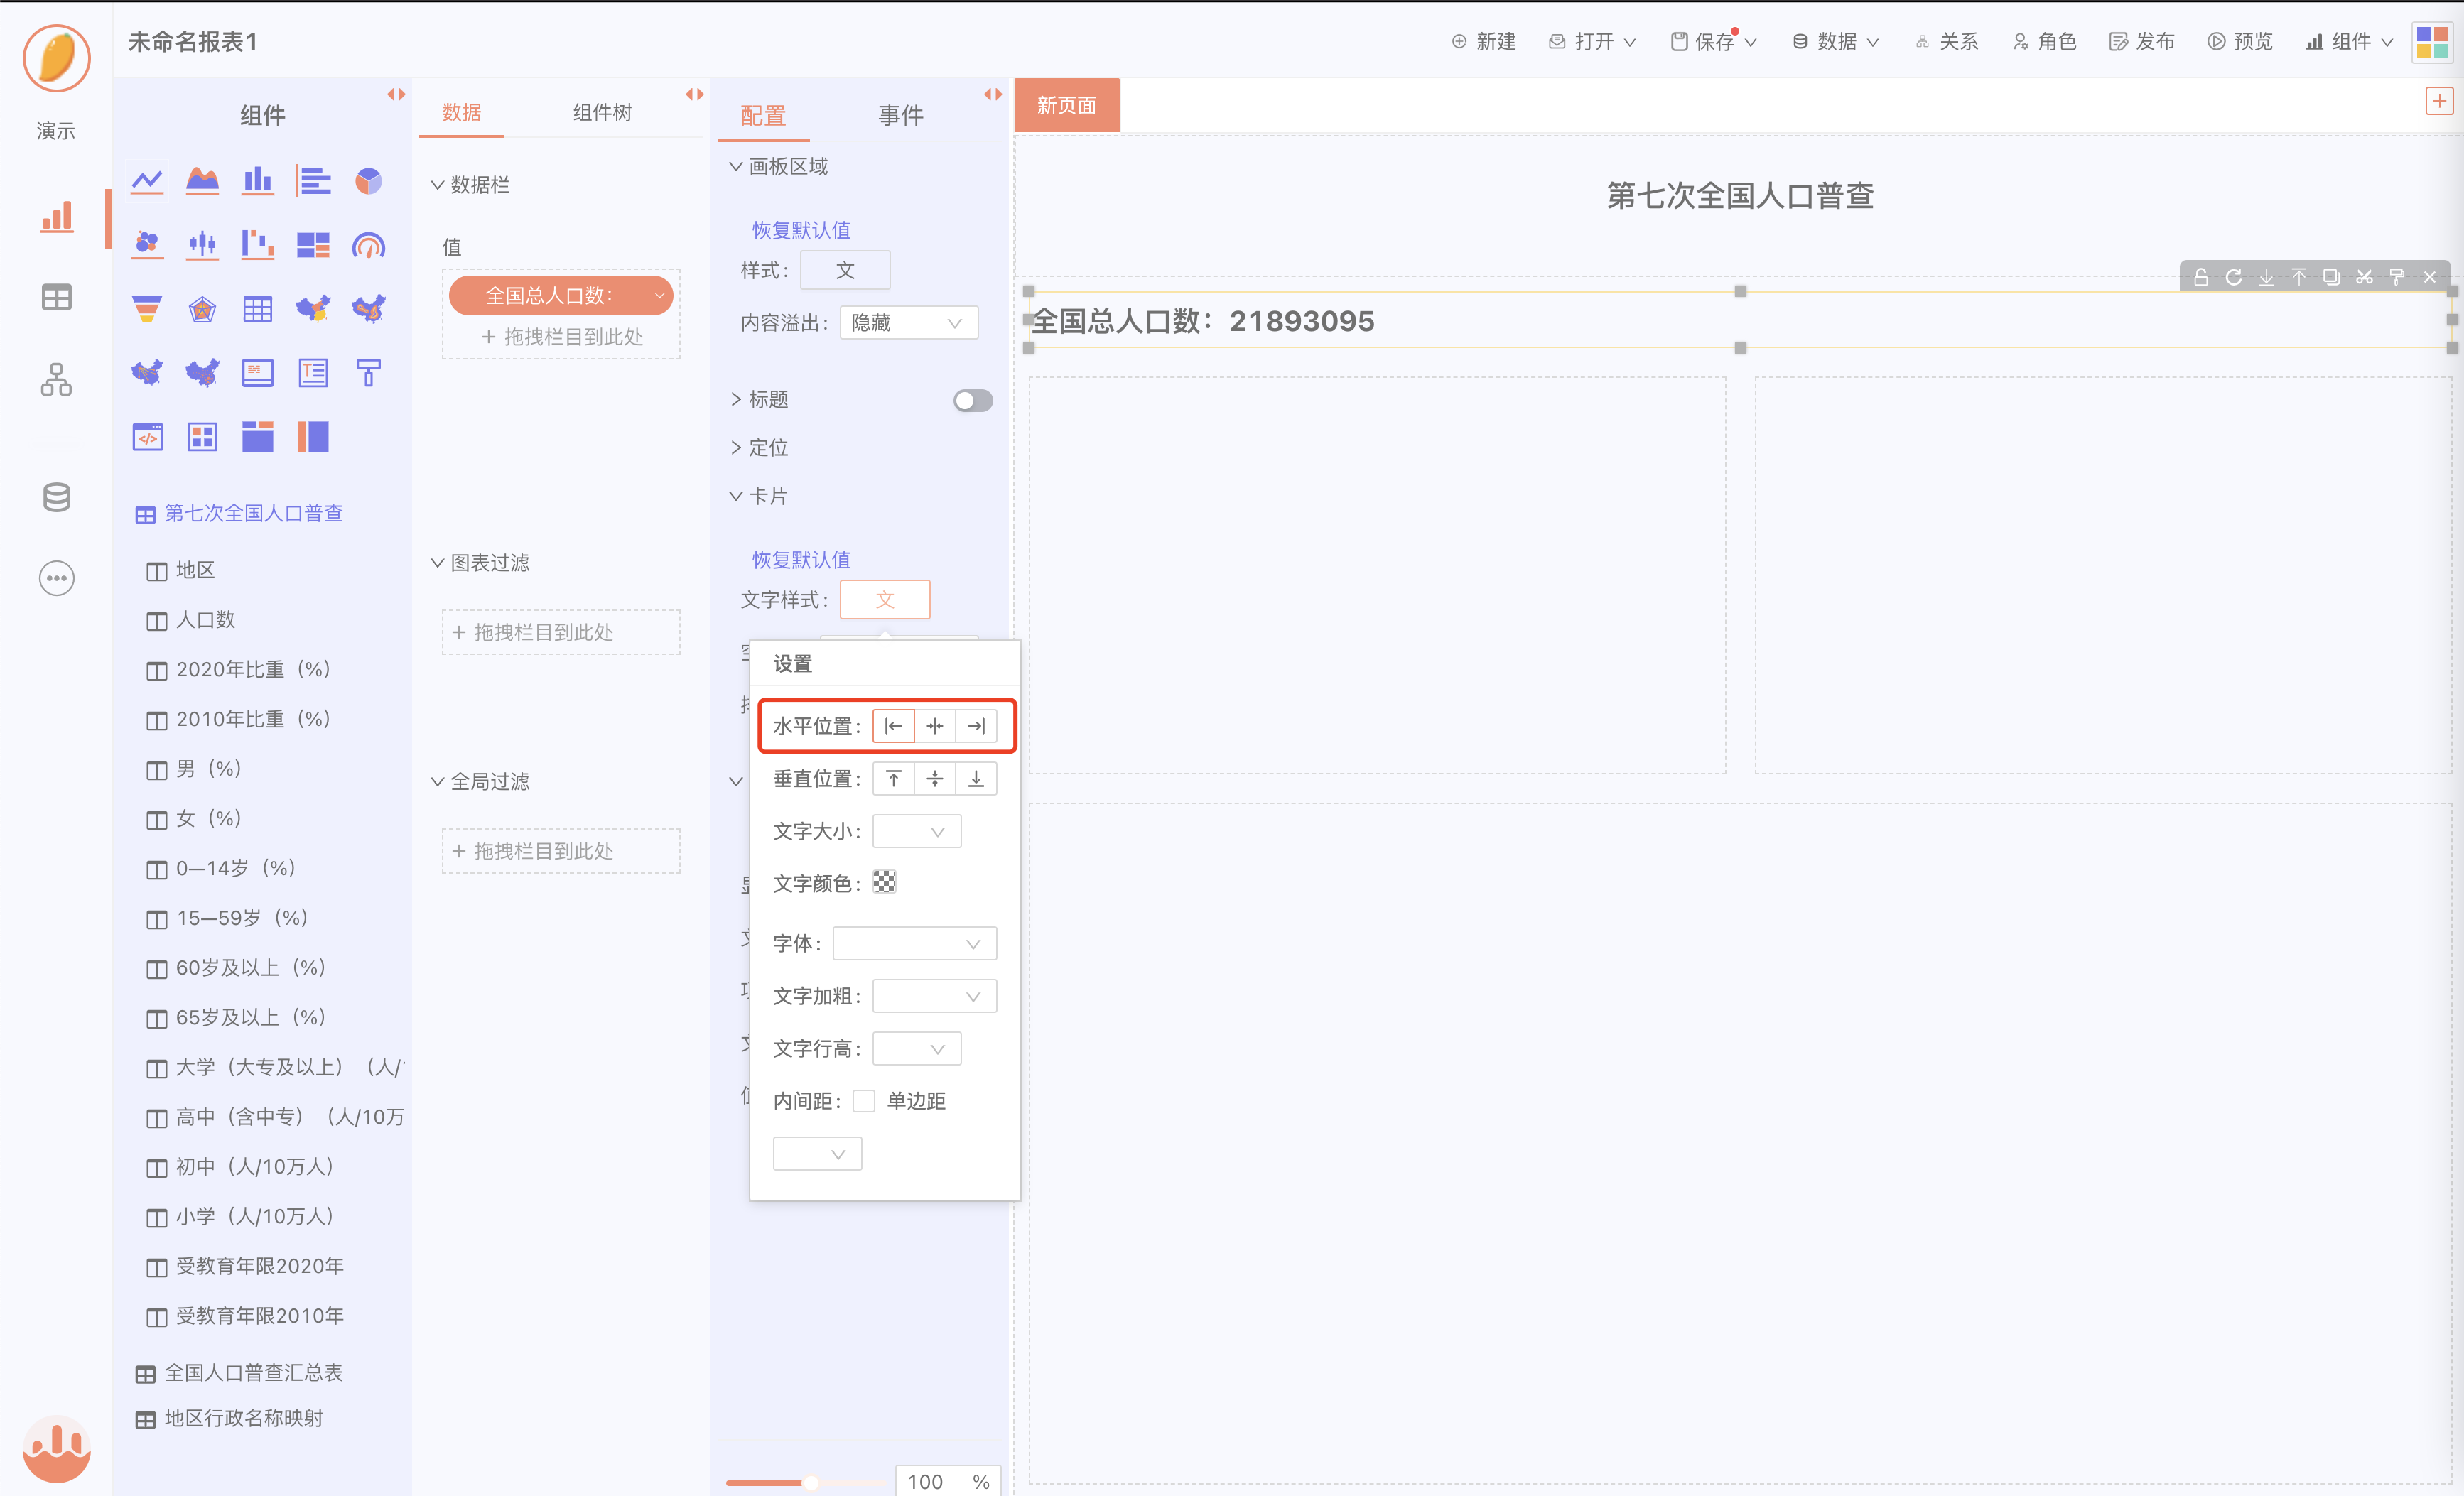 未命名报表1
新建
打开
保存
数据
关系
角色
发布
预览
组件
演示
组件
第七次全国人口普查
地区
人口数
2020年比重（%）
2010年比重（%）
男（%）
女（%）
0—14岁（%）
15—59岁（%）
60岁及以上（%）
65岁及以上（%）
大学（大专及以上）（人/
高中（含中专）（人/10万
初中（人/10万人）
小学（人/10万人）
受教育年限2020年
受教育年限2010年
全国人口普查汇总表
地区行政名称映射
数据
组件树
数据栏
值
全国总人口数：
+ 拖拽栏目到此处
图表过滤
+ 拖拽栏目到此处
全局过滤
+ 拖拽栏目到此处
配置
事件
画板区域
恢复默认值
样式： 文
内容溢出： 隐藏
标题
定位
卡片
恢复默认值
文字样式： 文
设置
水平位置：
垂直位置：
文字大小：
文字颜色：
字体：
文字加粗：
文字行高：
内间距： 单边距
100 %
新页面
第七次全国人口普查
全国总人口数：21893095